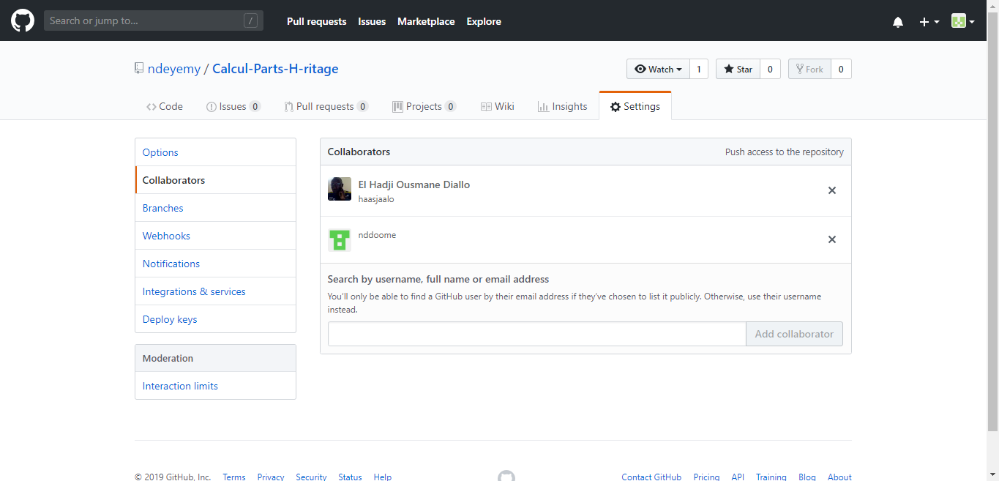 Search or jump to... /
Pull requests Issues Marketplace Explore
ndeyemy / Calcul-Parts-H-ritage
Watch 1 Star 0 Fork 0
Code Issues 0 Pull requests 0 Projects 0 Wiki Insights Settings
Options
Collaborators
Branches
Webhooks
Notifications
Integrations & services
Deploy keys
Moderation
Interaction limits
Collaborators Push access to the repository
El Hadji Ousmane Diallo
haasjaalo
nddoome
Search by username, full name or email address
You'll only be able to find a GitHub user by their email address if they've chosen to list it publicly. Otherwise, use their username
instead.
Add collaborator
© 2019 GitHub, Inc. Terms Privacy Security Status Help Contact GitHub Pricing API Training Blog About